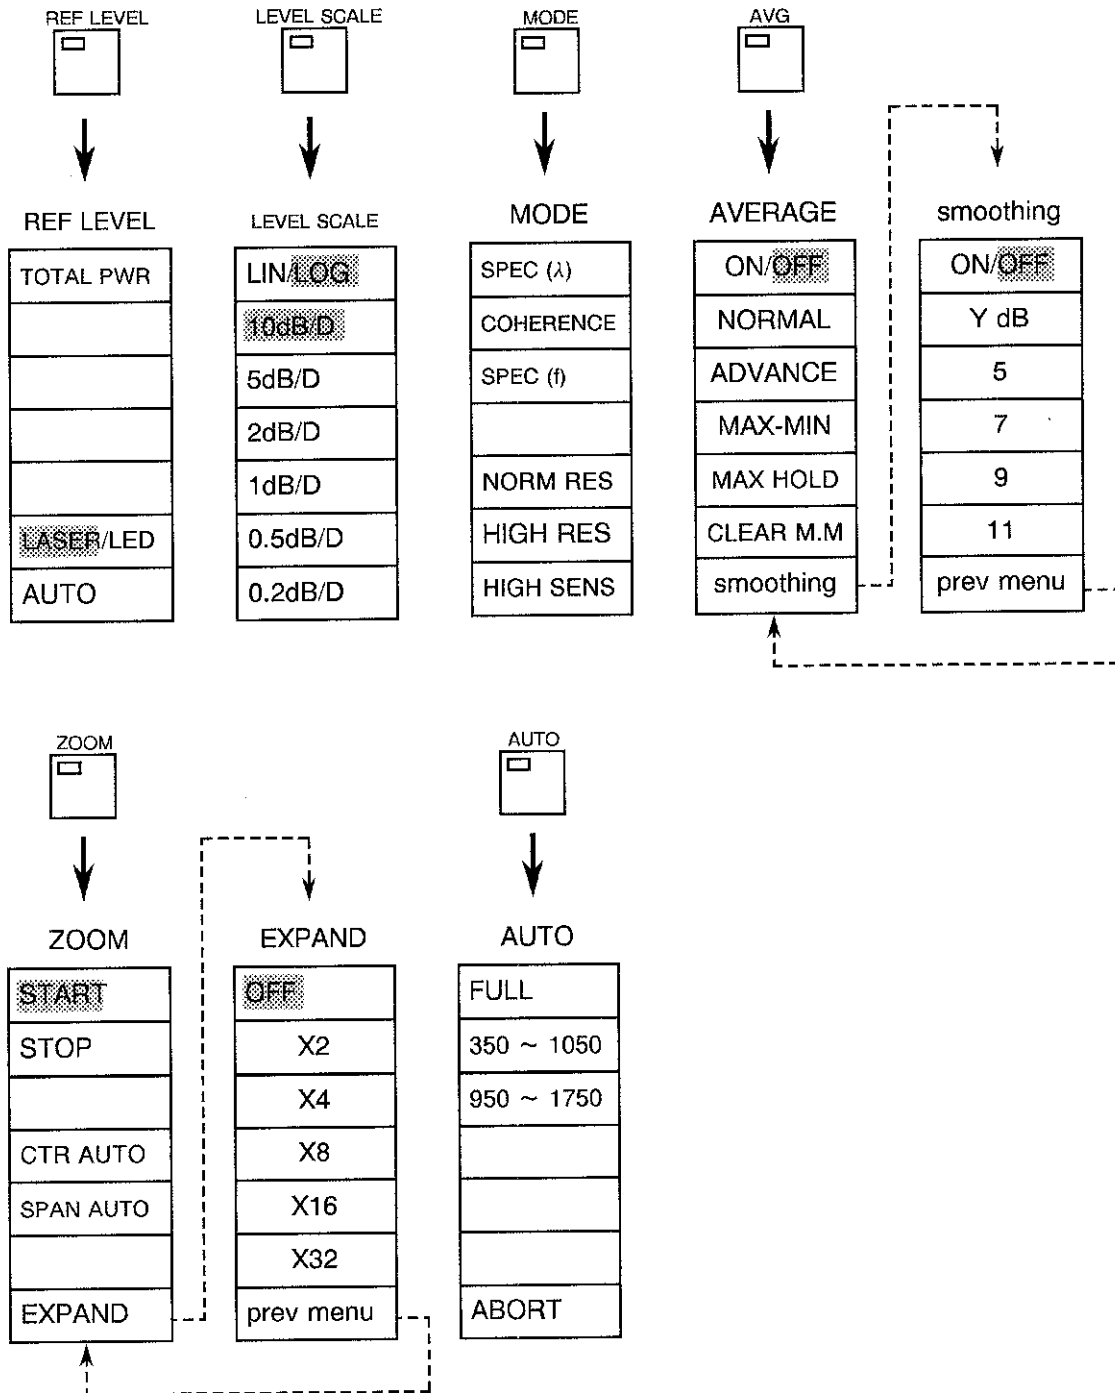 REF LEVEL
LEVEL SCALE
MODE
AVG
REF LEVEL
TOTAL PWR
LASER/LED
AUTO
LEVEL SCALE
LIN/LOG
10dB/D
5dB/D
2dB/D
1dB/D
0.5dB/D
0.2dB/D
MODE
SPEC (λ)
COHERENCE
SPEC (f)
NORM RES
HIGH RES
HIGH SENS
AVERAGE
ON/OFF
NORMAL
ADVANCE
MAX-MIN
MAX HOLD
CLEAR M.M
smoothing
smoothing
ON/OFF
Y dB
5
7
9
11
prev menu
ZOOM
AUTO
ZOOM
START
STOP
CTR AUTO
SPAN AUTO
EXPAND
EXPAND
OFF
X2
X4
X8
X16
X32
prev menu
AUTO
FULL
350 ~ 1050
950 ~ 1750
ABORT